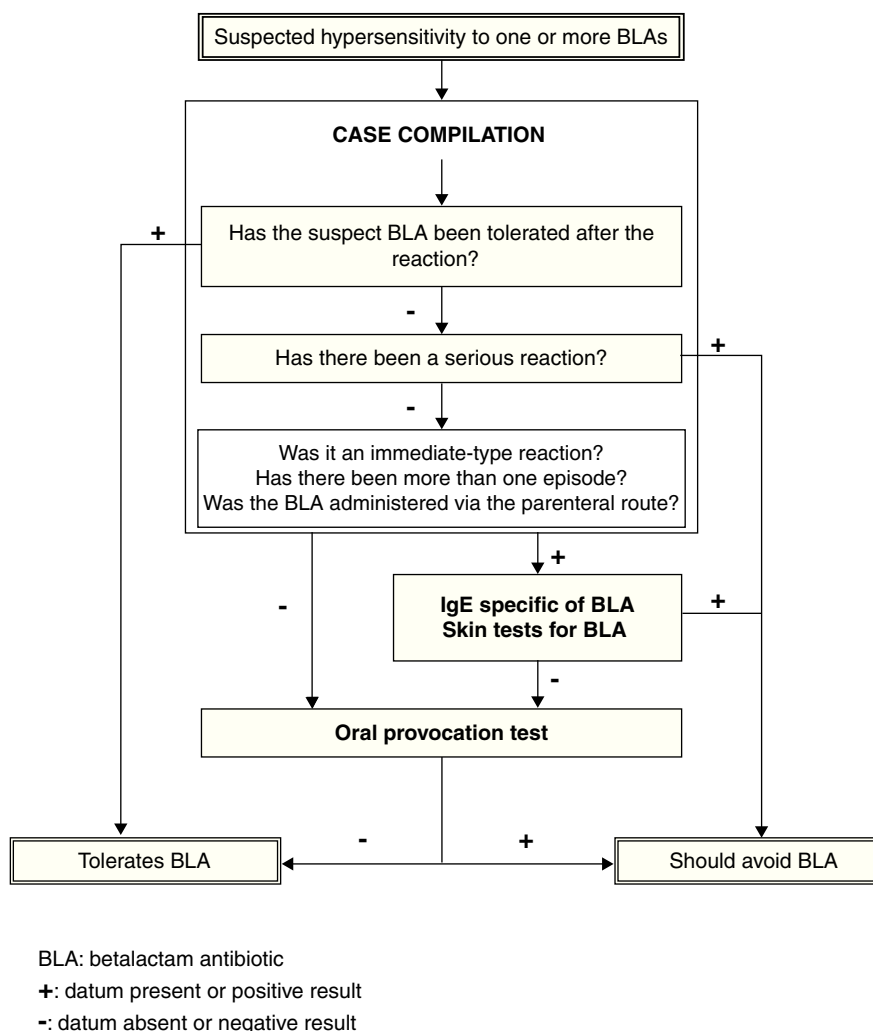 Suspected hypersensitivity to one or more BLAs
CASE COMPILATION
+
Has the suspect BLA been tolerated after the
reaction?
-
Has there been a serious reaction?
+
-
Was it an immediate-type reaction?
Has there been more than one episode?
Was the BLA administered via the parenteral route?
+
-
IgE specific of BLA
Skin tests for BLA
+
-
Oral provocation test
-
+
Tolerates BLA
Should avoid BLA
BLA: betalactam antibiotic
+: datum present or positive result
-: datum absent or negative result